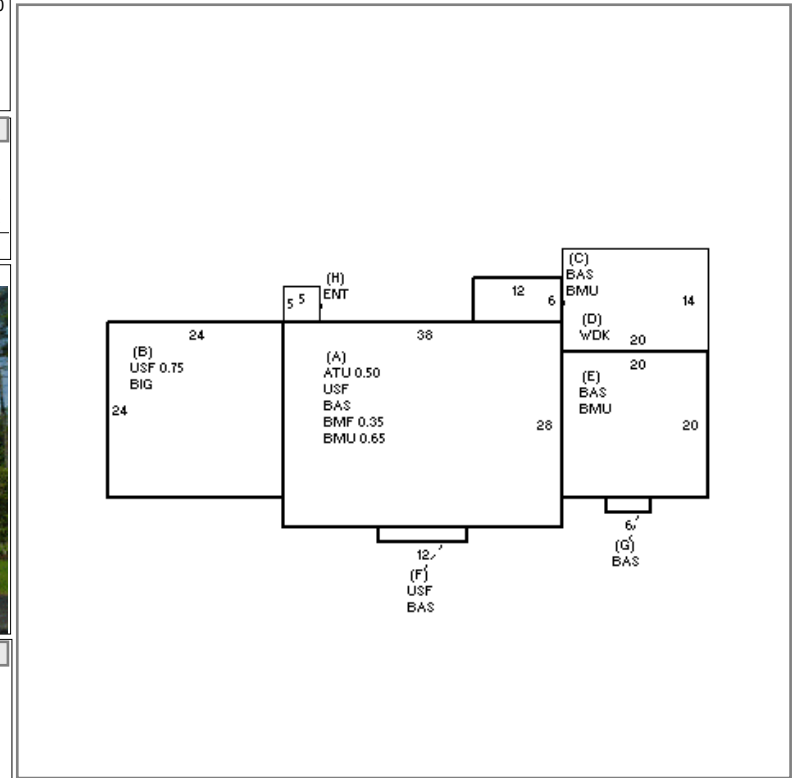 (C)
BAS
BMU
14
(H)
ENT
5 5
12
6
(D)
WDK
20
24
38
(B)
USF 0.75
BIG
24
(A)
ATU 0.50
USF
BAS
BMF 0.35
BMU 0.65
28
20
(E)
BAS
BMU
20
12
(F)
USF
BAS
6
(G)
BAS